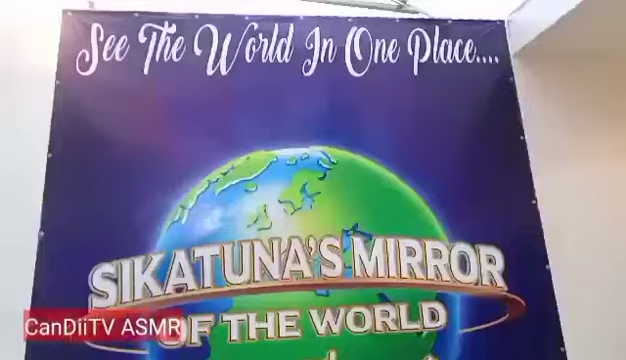 See The World In One Place....
SIKATUNA'S MIRROR
OF THE WORLD
CanDiiTV ASMR